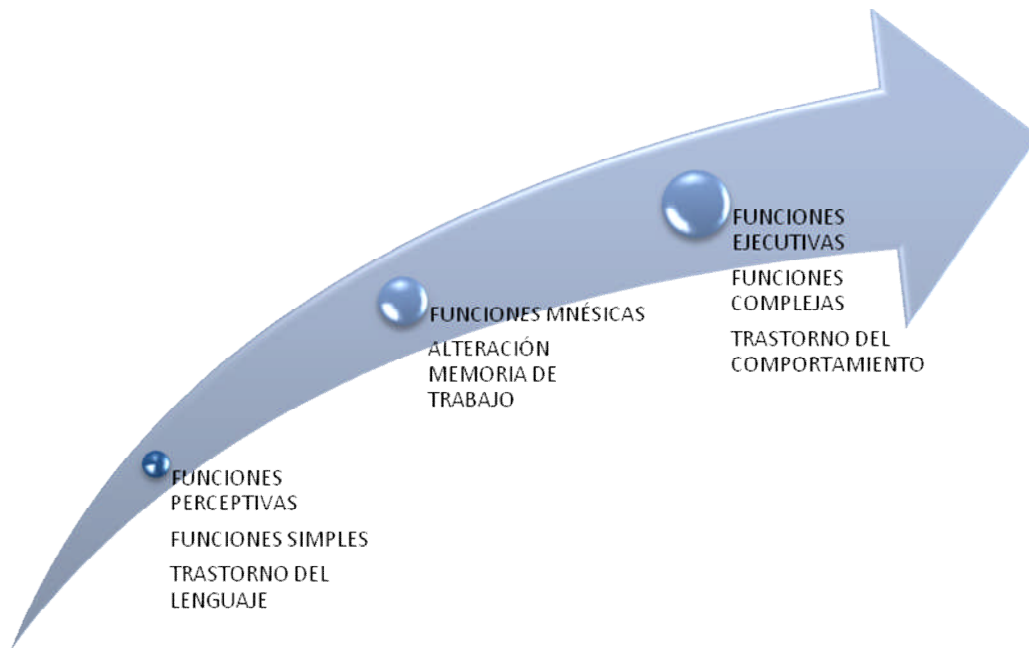 FUNCIONES
EJECUTIVAS
FUNCIONES
COMPLEJAS
TRASTORNO DEL
COMPORTAMIENTO
FUNCIONES MNÉSICAS
ALTERACIÓN
MEMORIA DE
TRABAJO
FUNCIONES
PERCEPTIVAS
FUNCIONES SIMPLES
TRASTORNO DEL
LENGUAJE